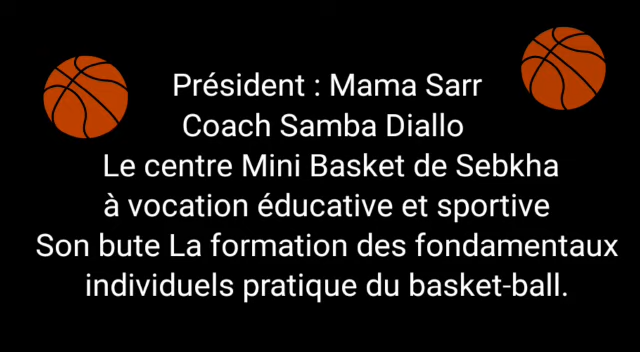 Président : Mama Sarr
Coach Samba Diallo
Le centre Mini Basket de Sebkha
à vocation éducative et sportive
Son bute La formation des fondamentaux
individuels pratique du basket-ball.